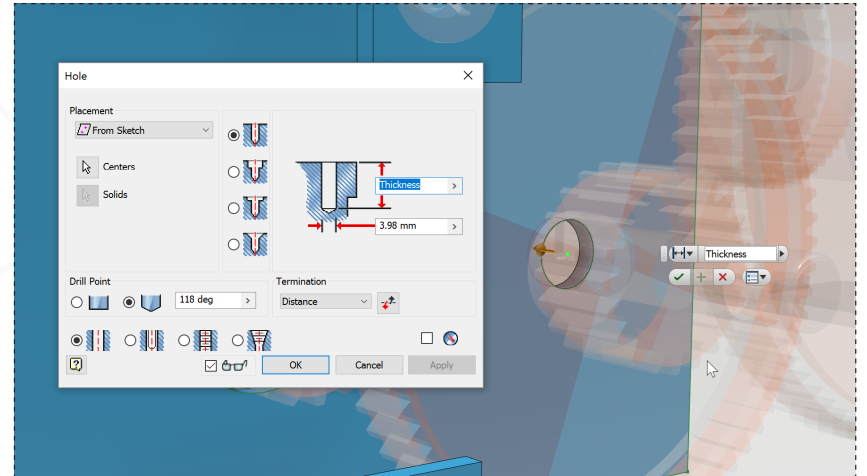 Hole
Placement
From Sketch
Centers
Solids
Thickness
3.98 mm
Drill Point
118 deg
Termination
Distance
OK
Cancel
Apply
Thickness